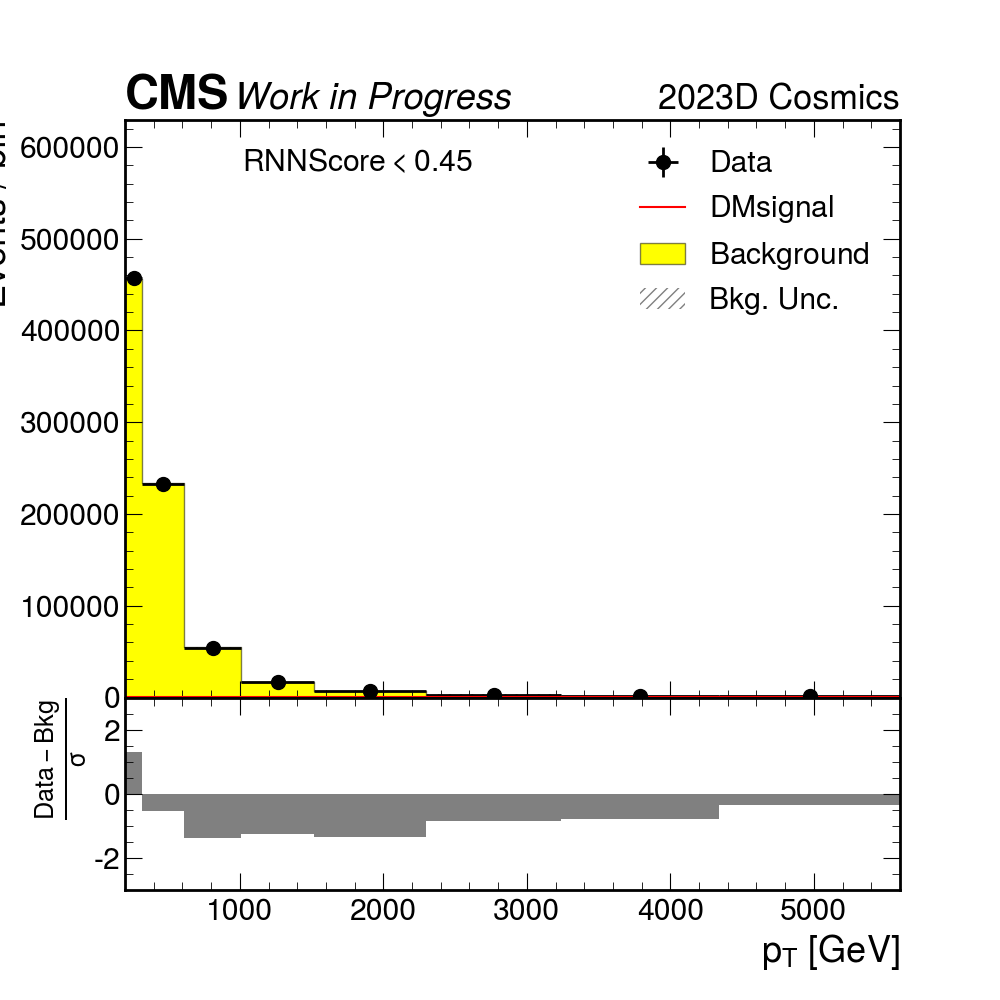 CMS Work in Progress 2023D Cosmics
RNNScore < 0.45
Data
DMsignal
Background
Bkg. Unc.
600000
500000
400000
300000
200000
100000
0
Data – Bkg
σ
2
0
-2
1000 2000 3000 4000 5000
pT [GeV]